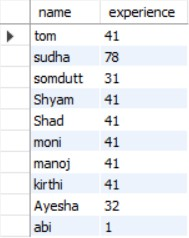 name experience
tom 41
sudha 78
somdutt 31
Shyam 41
Shad 41
moni 41
manoj 41
kirthi 41
Ayesha 32
abi 1